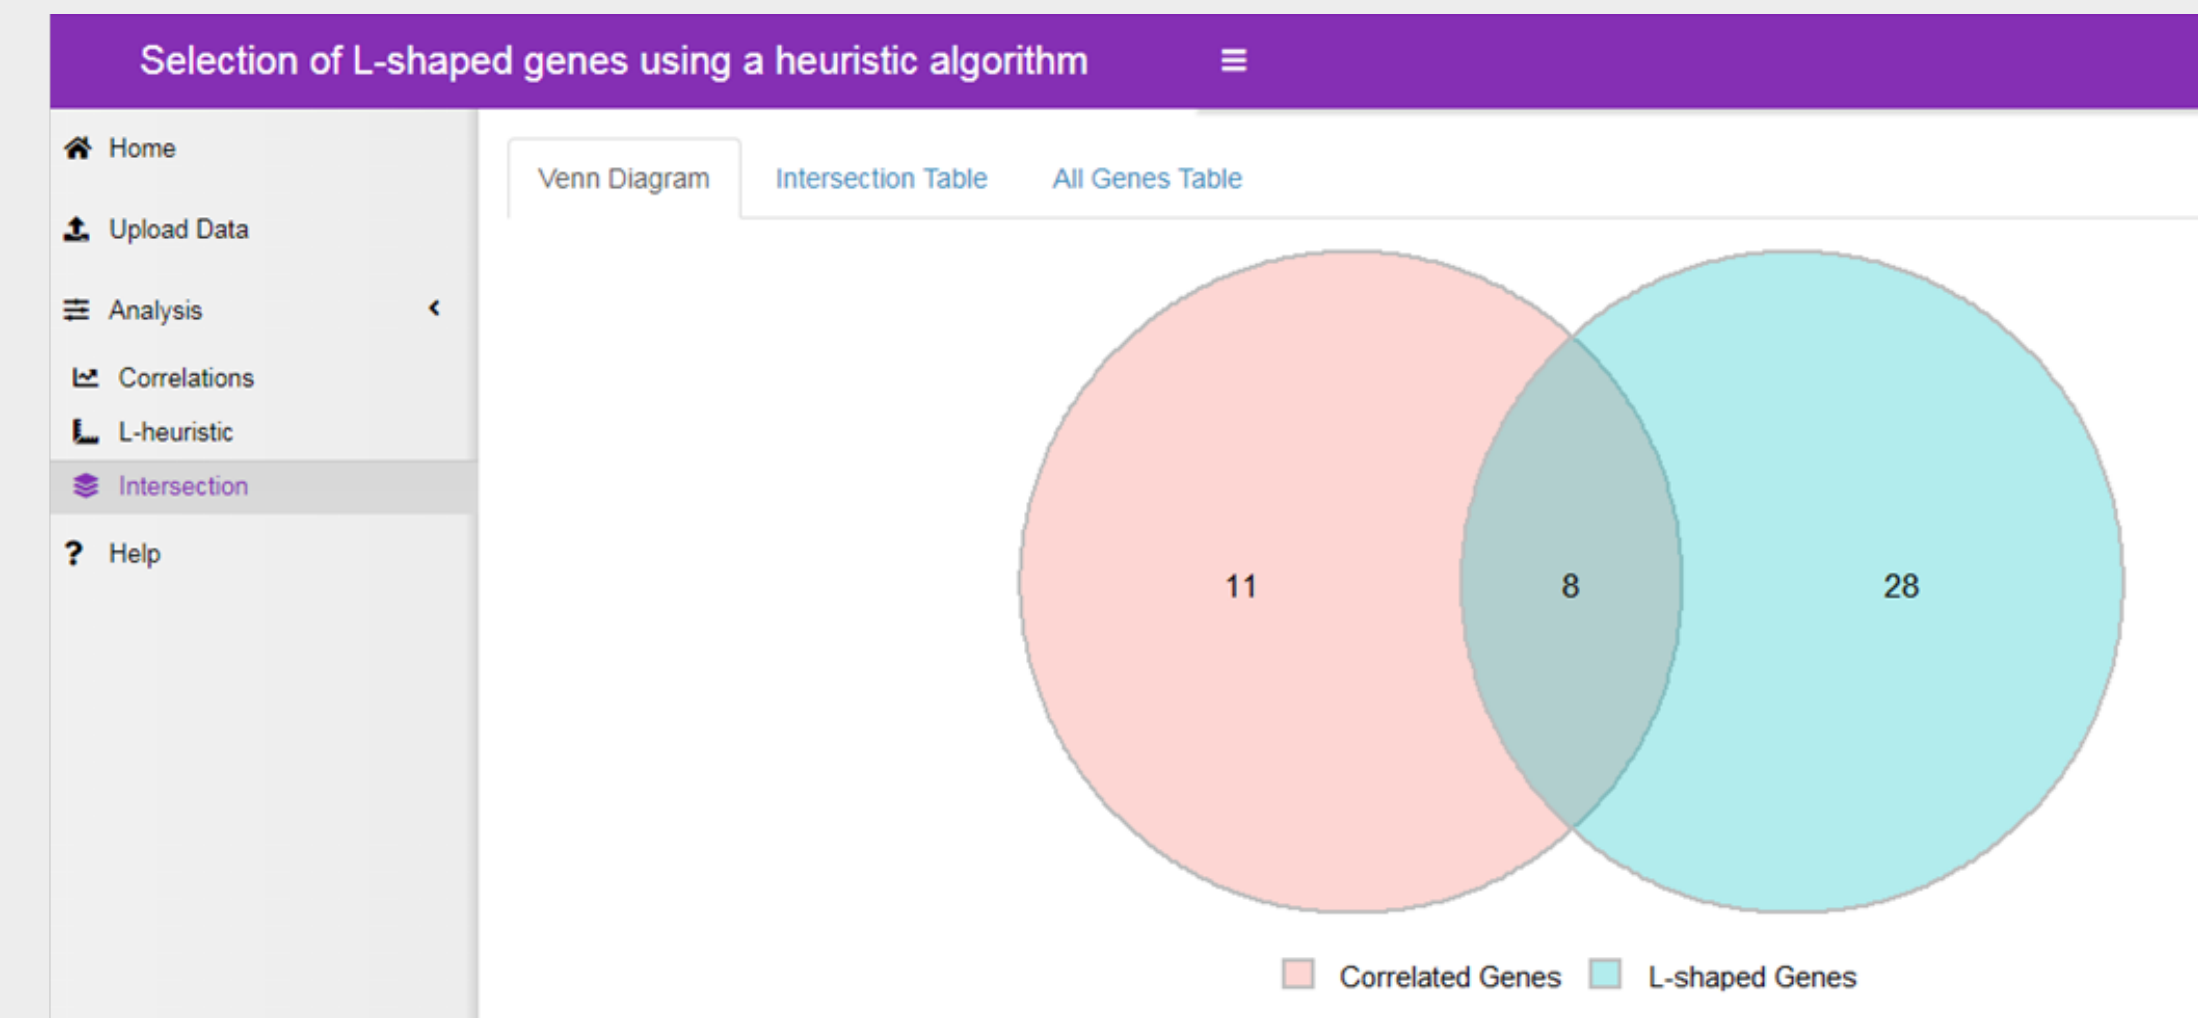 Selection of L-shaped genes using a heuristic algorithm
Home
Upload Data
Analysis
Correlations
L-heuristic
Intersection
Help
Venn Diagram
Intersection Table
All Genes Table
11
8
28
Correlated Genes
L-shaped Genes